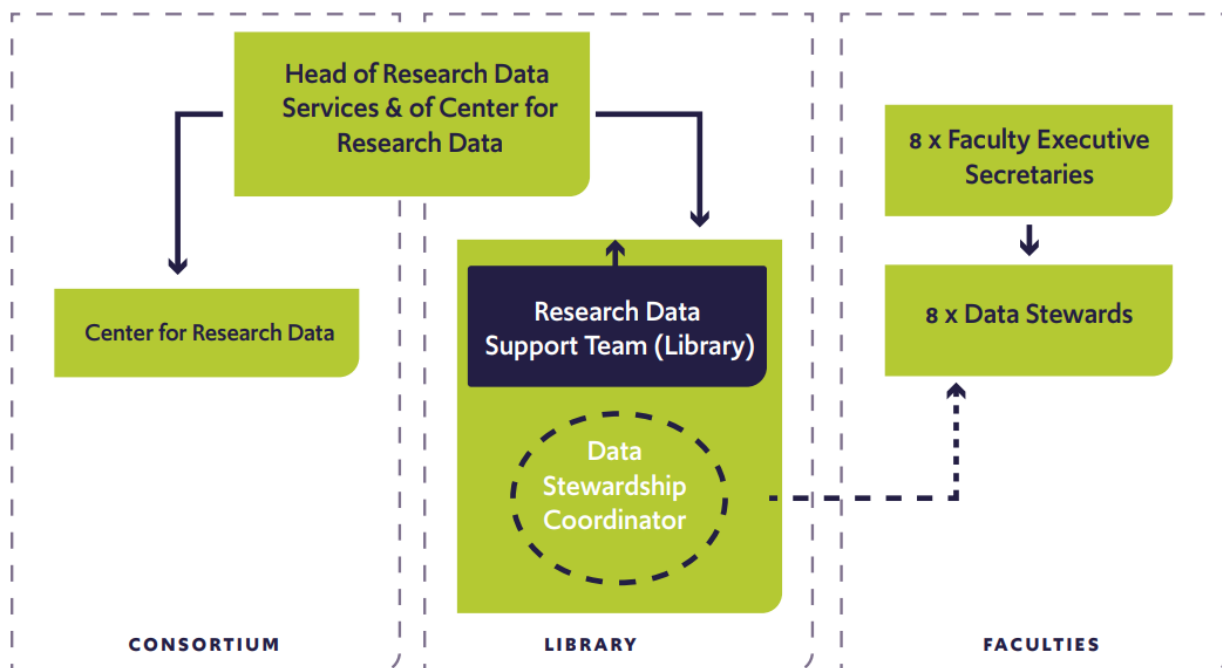 Head of Research Data
Services & of Center for
Research Data
8 x Faculty Executive
Secretaries
Center for Research Data
Research Data
Support Team (Library)
8 x Data Stewards
Data
Stewardship
Coordinator
CONSORTIUM
LIBRARY
FACULTIES